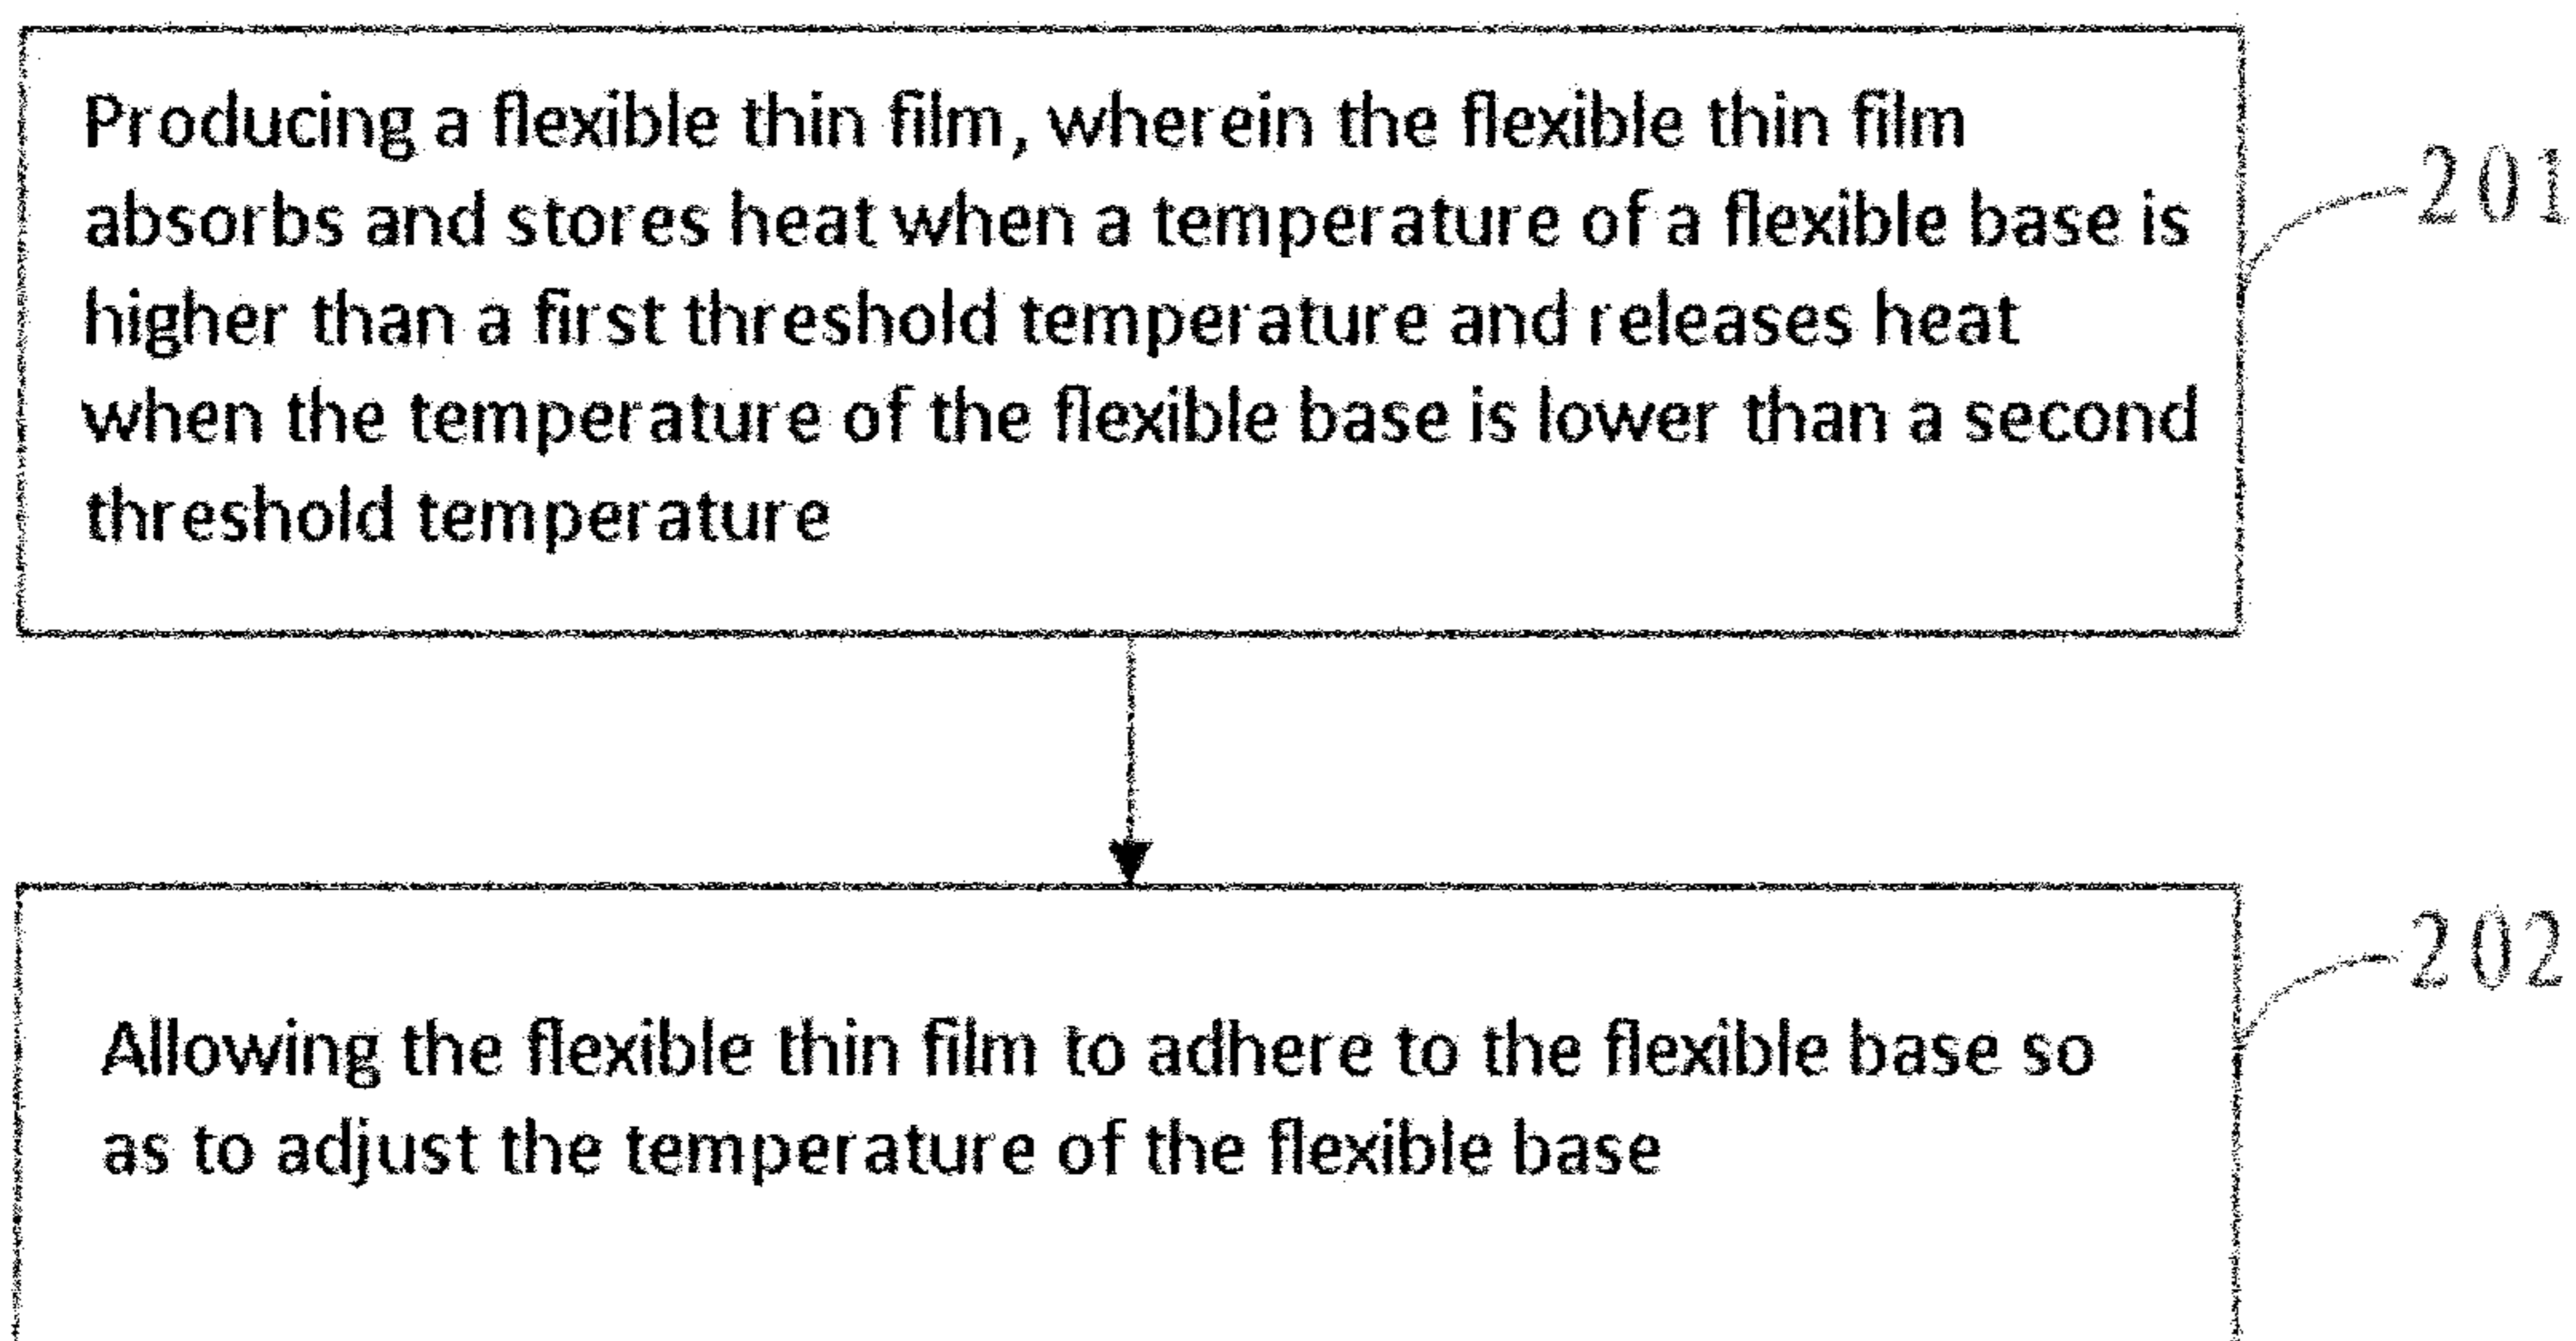 Producing a flexible thin film, wherein the flexible thin film
absorbs and stores heat when a temperature of a flexible base is
higher than a first threshold temperature and releases heat
when the temperature of the flexible base is lower than a second
threshold temperature
201
Allowing the flexible thin film to adhere to the flexible base so
as to adjust the temperature of the flexible base
202